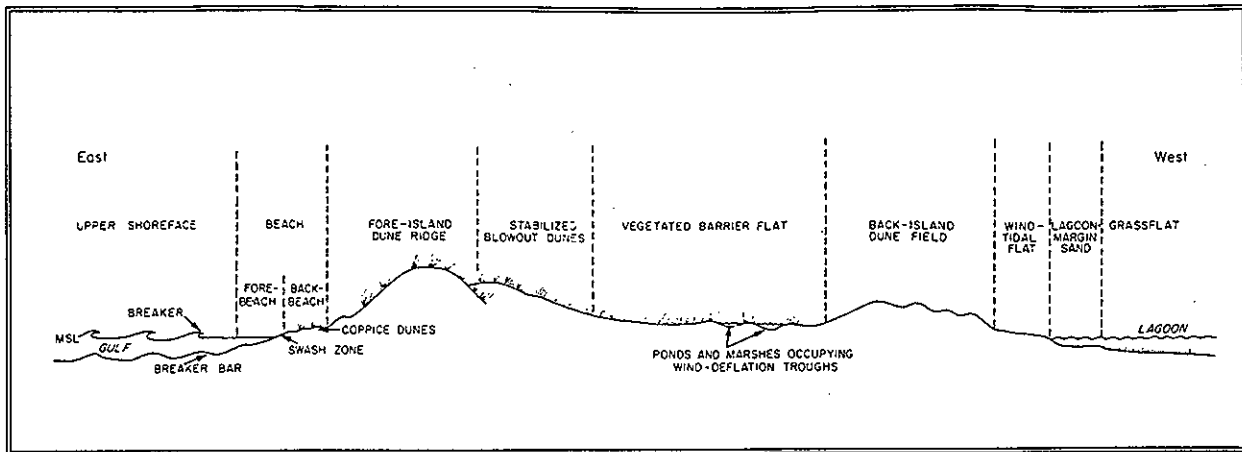 East
West
UPPER SHOREFACE
BEACH
FORE-ISLAND
DUNE RIDGE
STABILIZED
BLOWOUT DUNES
VEGETATED BARRIER FLAT
BACK-ISLAND
DUNE FIELD
WIND-
TIDAL
FLAT
LAGOON-
MARGIN
SAND
GRASSFLAT
FORE-
BEACH
BACK-
BEACH
BREAKER
COPPICE DUNES
MSL
GULF
SWASH ZONE
BREAKER BAR
PONDS AND MARSHES OCCUPYING
WIND-DEFLATION TROUGHS
LAGOON